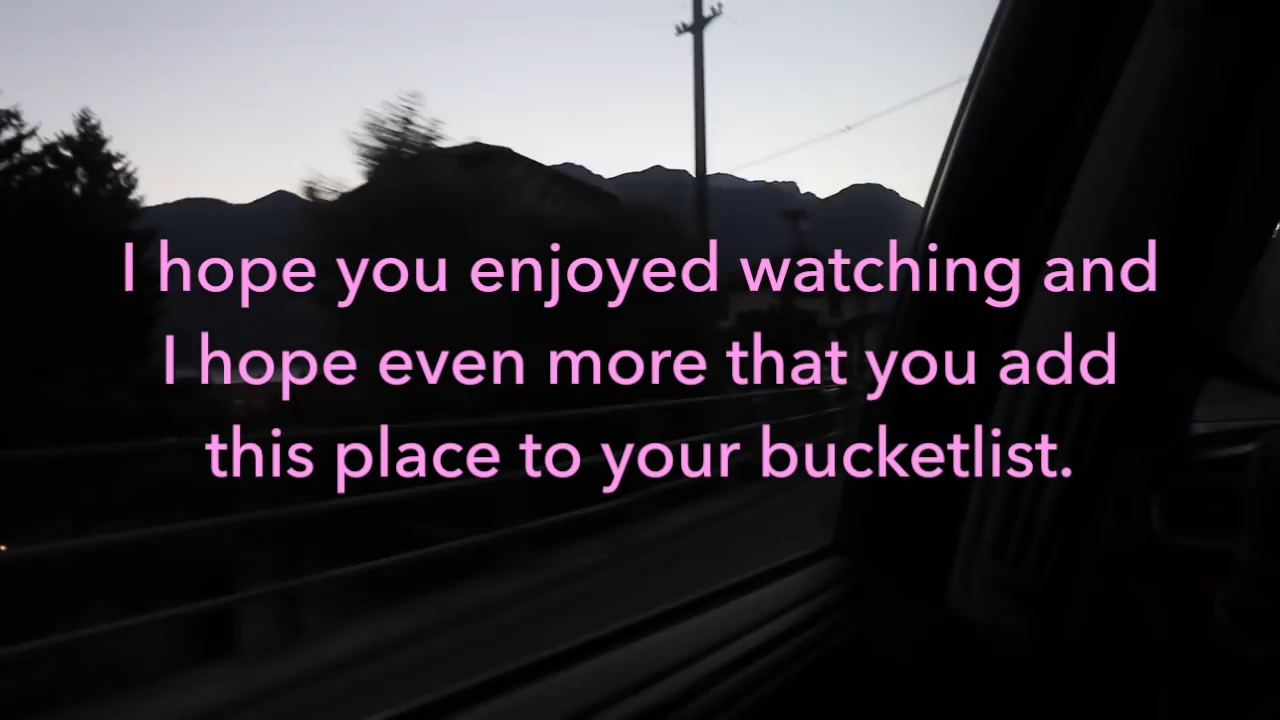 I hope you enjoyed watching and
I hope even more that you add
this place to your bucketlist.